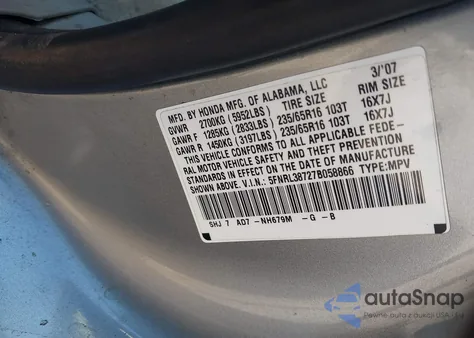 MFG. BY HONDA MFG. OF ALABAMA, LLC 3/'07
GVWR 2700KG (5952LBS) TIRE SIZE RIM SIZE
GAWR F 1285KG (2833LBS) 235/65R16 103T 16X7J
GAWR R 1450KG (3197LBS) 235/65R16 103T 16X7J
THIS VEHICLE CONFORMS TO ALL APPLICABLE FEDE-
RAL MOTOR VEHICLE SAFETY AND THEFT PREVENTION
STANDARDS IN EFFECT ON THE DATE OF MANUFACTURE
SHOWN ABOVE. V.I.N.: 5FNRL38727B058866 TYPE:MPV
SHJ 7 AD7 -NH679M -G -B
autoSnap
Pewne auto z